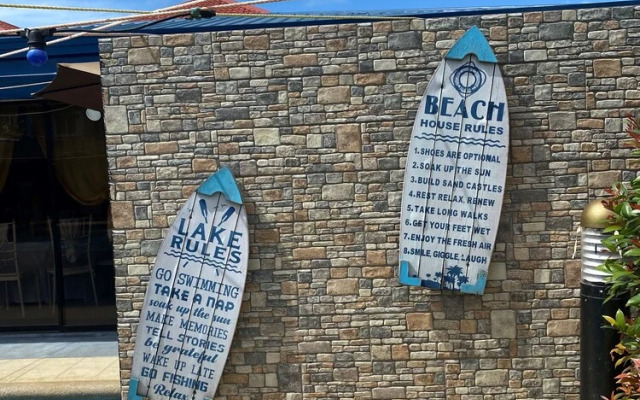 LAKE
RULES
GO SWIMMING
TAKE A NAP
SOAK UP THE SUN
MAKE MEMORIES
TELL STORIES
be grateful
WAKE UP LATE
GO FISHING
Relax
BEACH
HOUSE RULES
1.SHOES ARE OPTIONAL
2.SOAK UP THE SUN
3.BUILD SAND CASTLES
4.REST RELAX, RENEW
5.TAKE LONG WALKS
6.GET YOUR FEET WET
7.ENJOY THE FRESH AIR
8.SMILE, GIGGLE, LAUGH